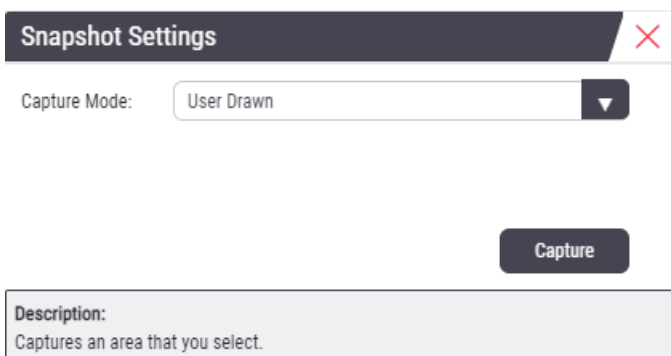 Snapshot Settings
Capture Mode: User Drawn
Capture
Description:
Captures an area that you select.